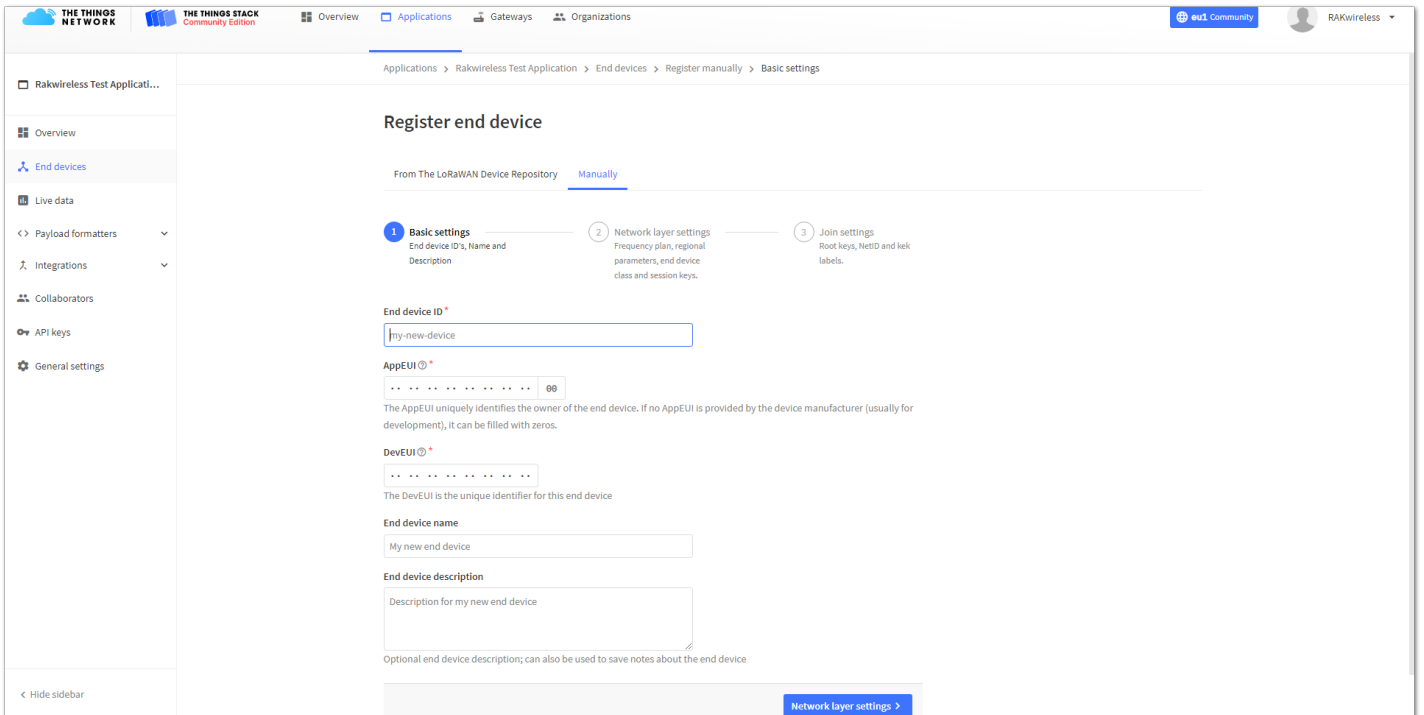 THE THINGS
NETWORK
THE THINGS STACK
Community Edition
Overview
Applications
Gateways
Organizations
eu1 Community
RAKwireless
Applications > Rakwireless Test Application > End devices > Register manually > Basic settings
Rakwireless Test Applicati...
Overview
End devices
Live data
<> Payload formatters
Integrations
Collaborators
API keys
General settings
< Hide sidebar
Register end device
From The LoRaWAN Device Repository
Manually
1 Basic settings
End device ID's, Name and
Description
2 Network layer settings
Frequency plan, regional
parameters, end device
class and session keys.
3 Join settings
Root keys, NetID and kek
labels.
End device ID *
my-new-device
AppEUI ? *
·· ·· ·· ·· ·· ·· ·· ·· 00
The AppEUI uniquely identifies the owner of the end device. If no AppEUI is provided by the device manufacturer (usually for
development), it can be filled with zeros.
DevEUI ? *
·· ·· ·· ·· ·· ·· ·· ··
The DevEUI is the unique identifier for this end device
End device name
My new end device
End device description
Description for my new end device
Optional end device description; can also be used to save notes about the end device
Network layer settings >